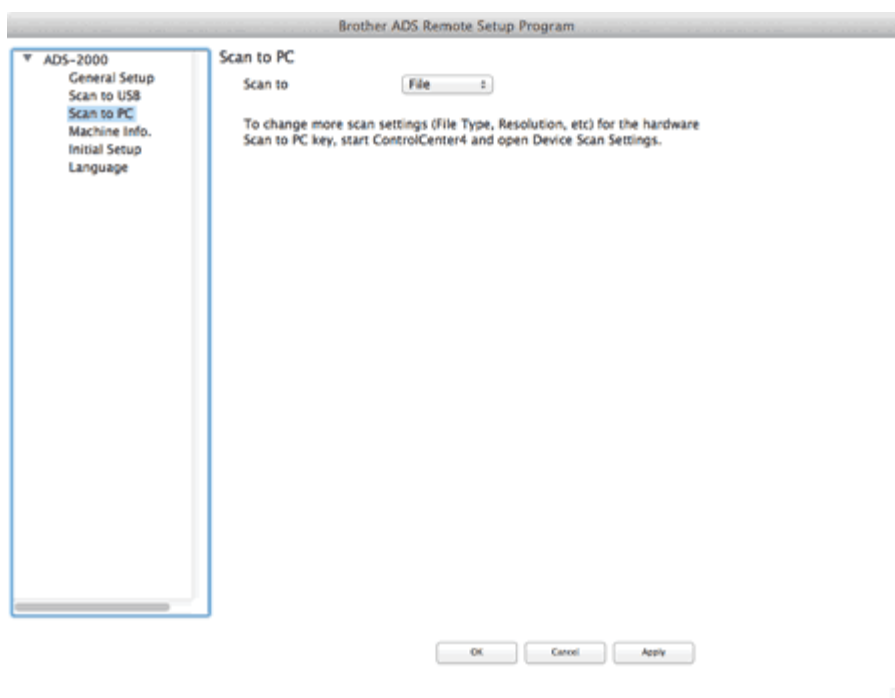 Brother ADS Remote Setup Program
ADS-2000
General Setup
Scan to USB
Scan to PC
Machine Info.
Initial Setup
Language
Scan to PC
Scan to File
To change more scan settings (File Type, Resolution, etc) for the hardware
Scan to PC key, start ControlCenter4 and open Device Scan Settings.
OK Cancel Apply